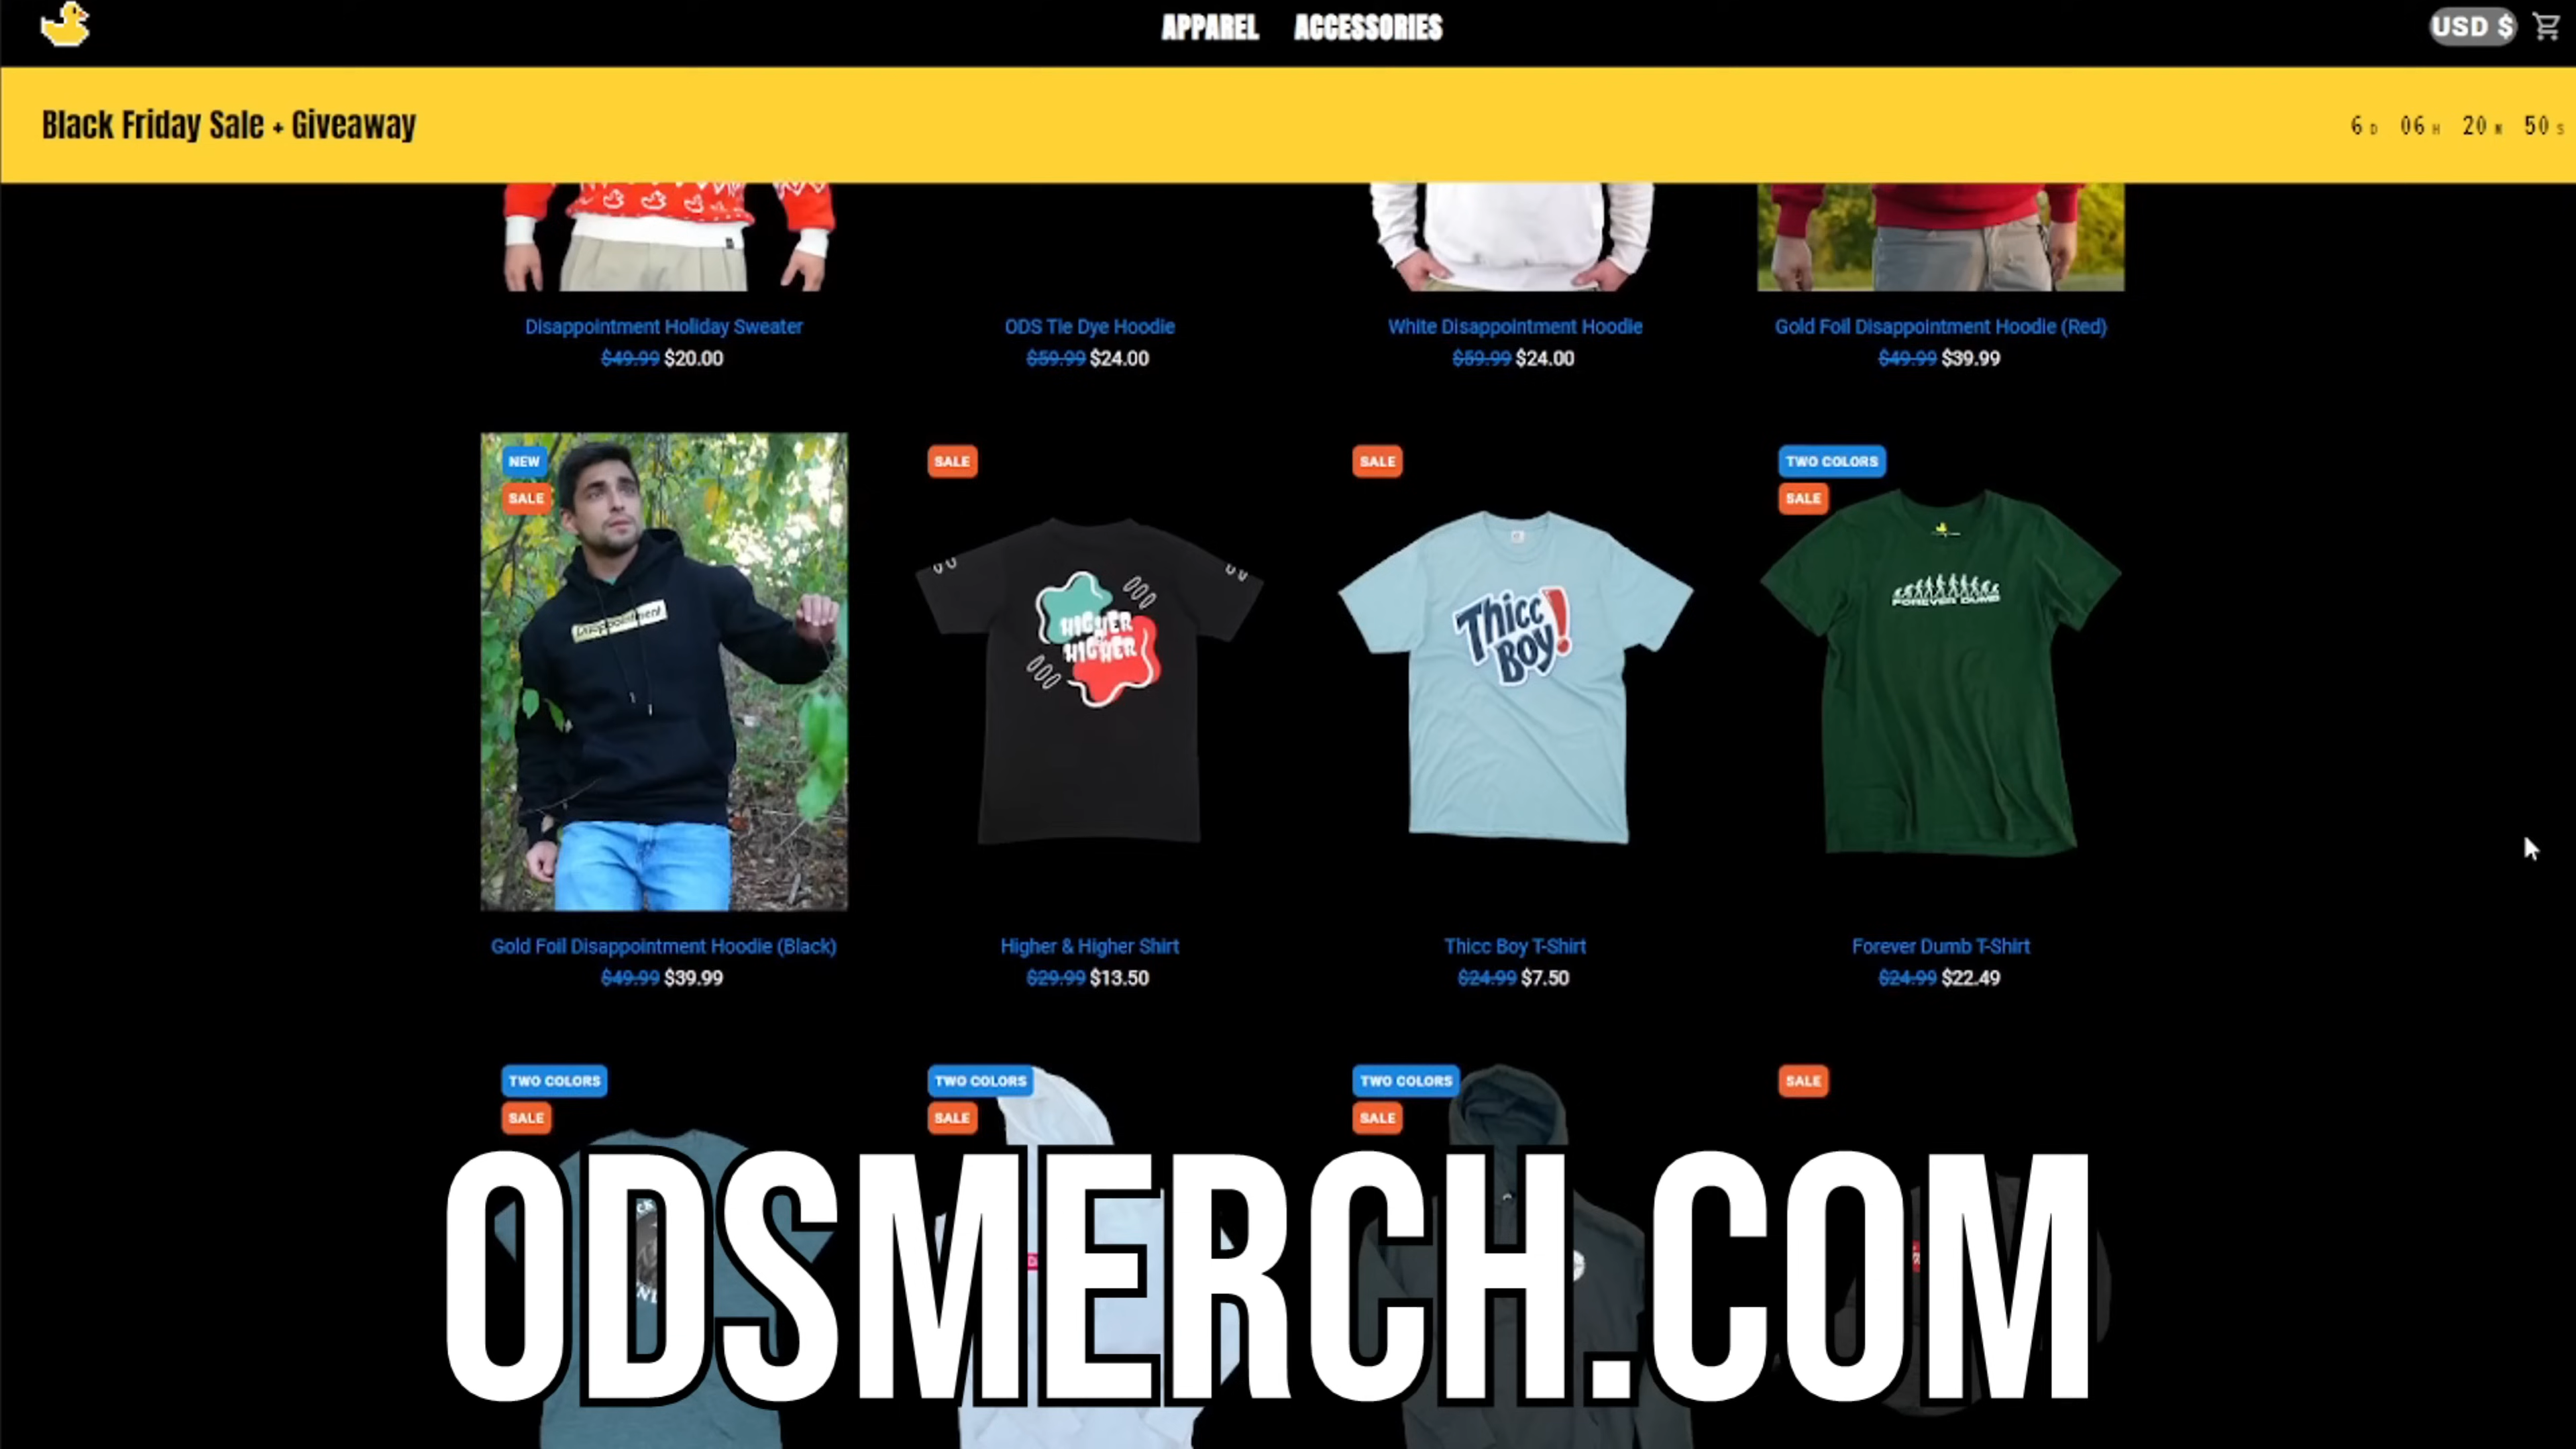 APPAREL ACCESSORIES
USD $
Black Friday Sale + Giveaway
6 D 06 H 20 M 50 S
Disappointment Holiday Sweater
$49.99 $20.00
ODS Tie Dye Hoodie
$59.99 $24.00
White Disappointment Hoodie
$59.99 $24.00
Gold Foil Disappointment Hoodie (Red)
$49.99 $39.99
NEW
SALE
Disappointment
Gold Foil Disappointment Hoodie (Black)
$49.99 $39.99
SALE
HIGHER
HIGHER
Higher & Higher Shirt
$29.99 $13.50
SALE
Thicc
Boy!
Thicc Boy T-Shirt
$24.99 $7.50
TWO COLORS
SALE
FOREVER DUMB
Forever Dumb T-Shirt
$24.99 $22.49
TWO COLORS
SALE
TWO COLORS
SALE
TWO COLORS
SALE
SALE
ODSMERCH.COM